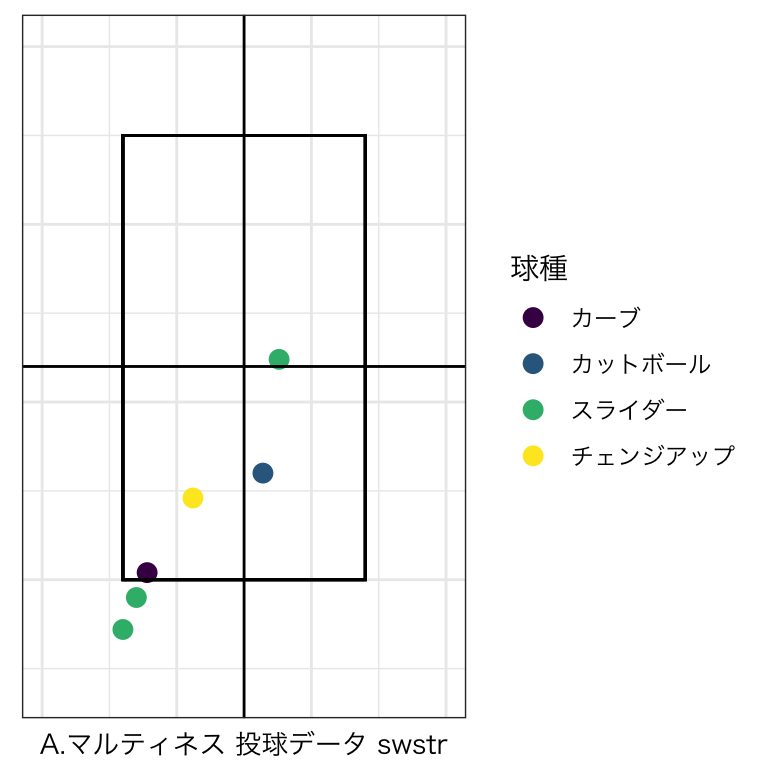 球種
カーブ
カットボール
スライダー
チェンジアップ
A.マルティネス 投球データ swstr